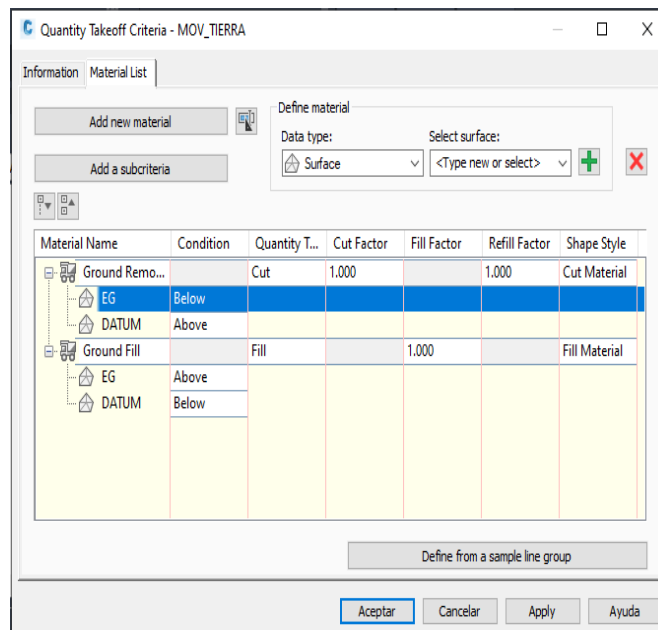 Quantity Takeoff Criteria - MOV_TIERRA
Information Material List
Add new material
Define material
Data type: Select surface:
Surface <Type new or select>
Add a subcriteria
Material Name Condition Quantity T... Cut Factor Fill Factor Refill Factor Shape Style
Ground Remo... Cut 1.000 1.000 Cut Material
EG Below
DATUM Above
Ground Fill Fill 1.000 Fill Material
EG Above
DATUM Below
Define from a sample line group
Aceptar Cancelar Apply Ayuda